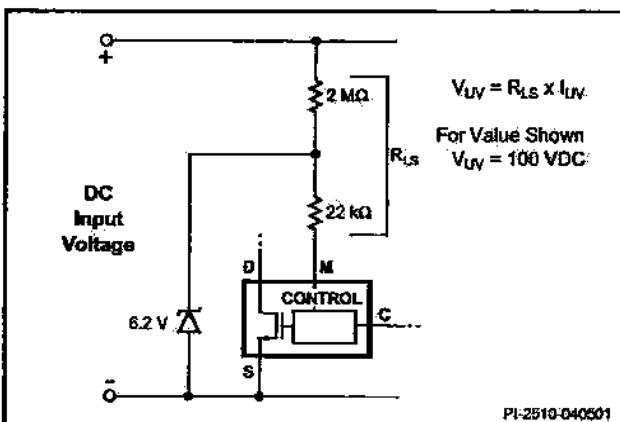 +
2 MΩ
V_UV = R_LS x I_UV
For Value Shown
V_UV = 100 VDC
R_LS
DC
Input
Voltage
22 kΩ
D
M
CONTROL
C
6.2 V
S
-
PI-2510-040501